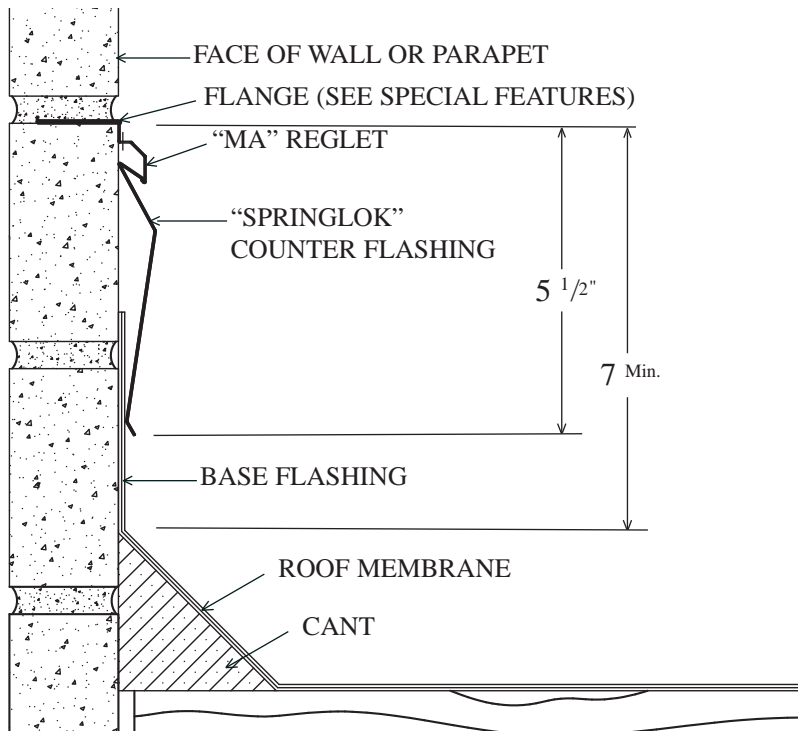 FACE OF WALL OR PARAPET
FLANGE (SEE SPECIAL FEATURES)
“MA” REGLET
“SPRINGLOK”
COUNTER FLASHING
5 1/2"
7 Min.
BASE FLASHING
ROOF MEMBRANE
CANT